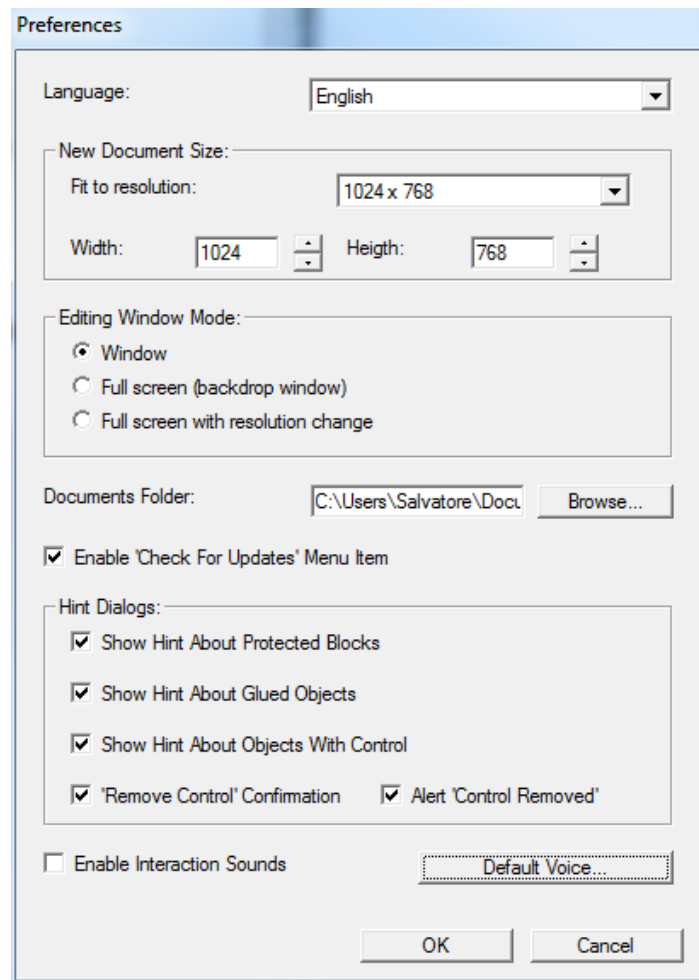 Preferences
Language: English
New Document Size:
Fit to resolution: 1024 x 768
Width: 1024 Heigth: 768
Editing Window Mode:
Window
Full screen (backdrop window)
Full screen with resolution change
Documents Folder: C:\Users\Salvatore\Docu Browse...
Enable 'Check For Updates' Menu Item
Hint Dialogs:
Show Hint About Protected Blocks
Show Hint About Glued Objects
Show Hint About Objects With Control
'Remove Control' Confirmation Alert 'Control Removed'
Enable Interaction Sounds Default Voice...
OK Cancel